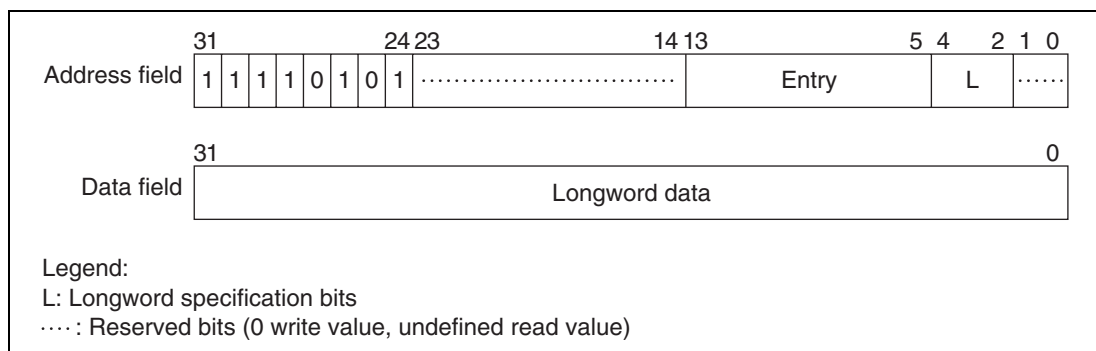 31 24 23 14 13 5 4 2 1 0
Address field 1 1 1 1 0 1 0 1 ............................... Entry L ......
31 0
Data field Longword data
Legend:
L: Longword specification bits
.... : Reserved bits (0 write value, undefined read value)